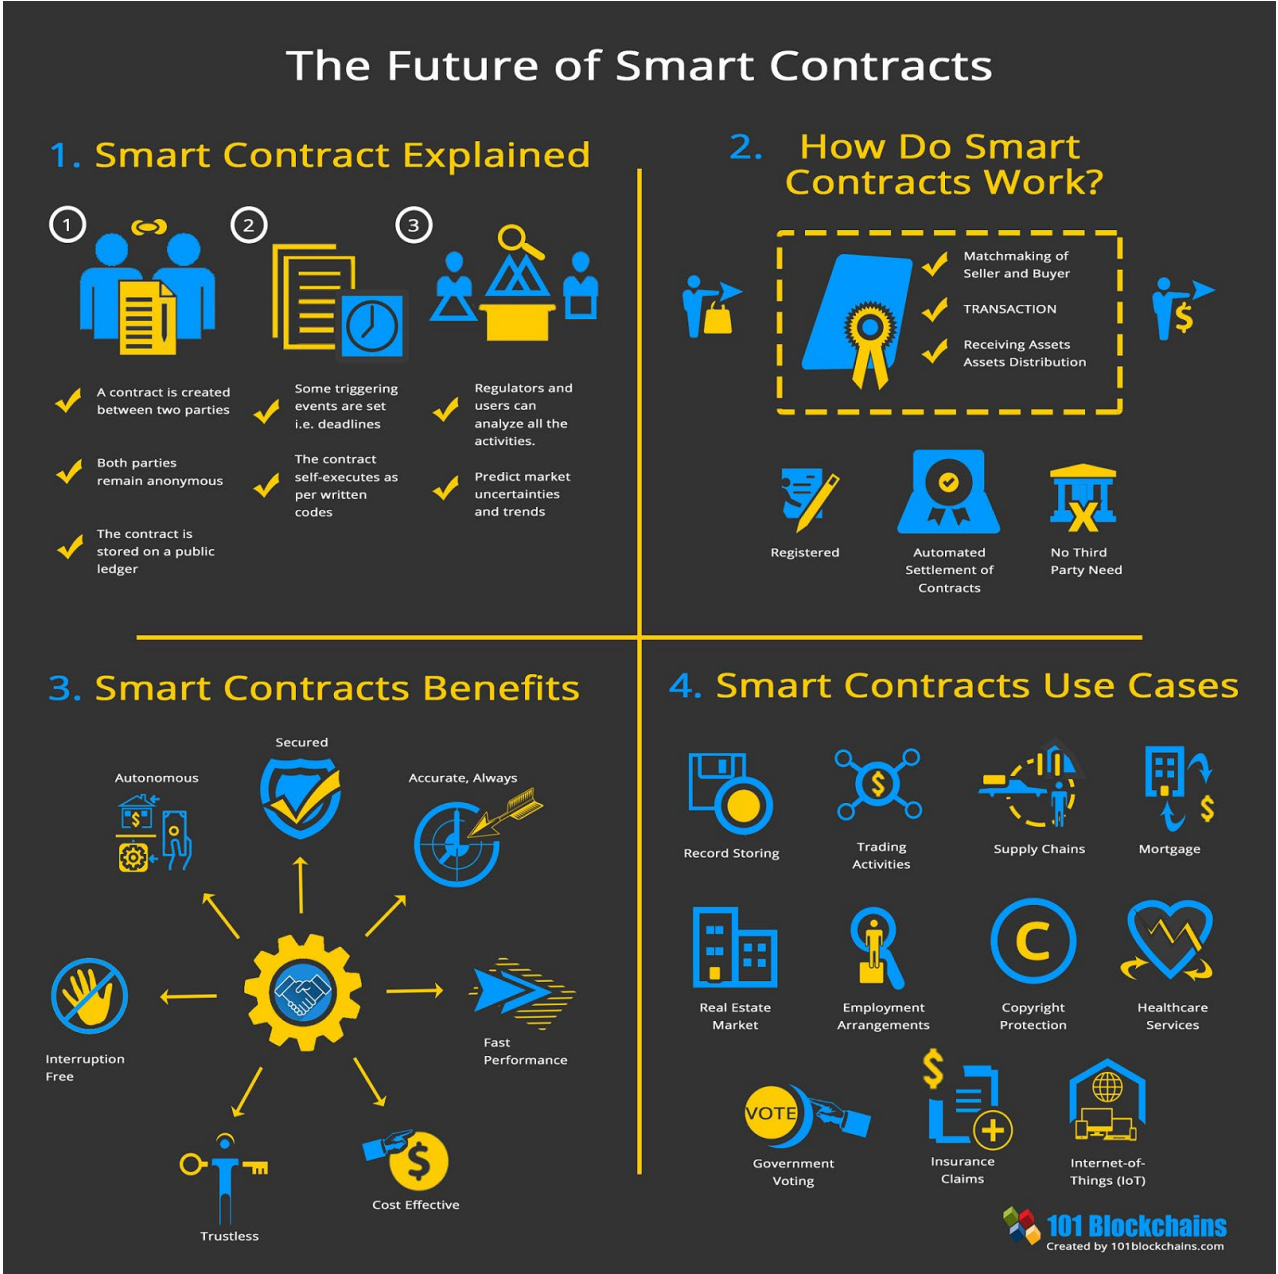 The Future of Smart Contracts
1. Smart Contract Explained
1
2
3
A contract is created
between two parties
Both parties
remain anonymous
The contract is
stored on a public
ledger
Some triggering
events are set
i.e. deadlines
The contract
self-executes as
per written
codes
Regulators and
users can
analyze all the
activities.
Predict market
uncertainties
and trends
2. How Do Smart
Contracts Work?
Matchmaking of
Seller and Buyer
TRANSACTION
Receiving Assets
Assets Distribution
$
Registered
Automated
Settlement of
Contracts
X
No Third
Party Need
3. Smart Contracts Benefits
Secured
Autonomous
$
Accurate, Always
Interruption
Free
Fast
Performance
Trustless
$
Cost Effective
4. Smart Contracts Use Cases
Record Storing
$
Trading
Activities
Supply Chains
$
Mortgage
Real Estate
Market
Employment
Arrangements
C
Copyright
Protection
Healthcare
Services
VOTE
Government
Voting
$
Insurance
Claims
Internet-of-
Things (IoT)
101 Blockchains
Created by 101blockchains.com